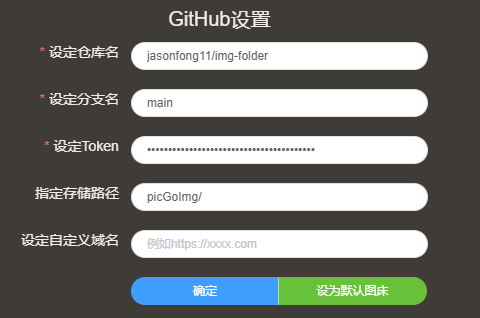 GitHub设置
* 设定仓库名 jasonfong11/img-folder
* 设定分支名 main
* 设定Token ••••••••••••••••••••••••••••••••••••••••
指定存储路径 picGoImg/
设定自定义域名 例如https://xxxx.com
确定 设为默认图床